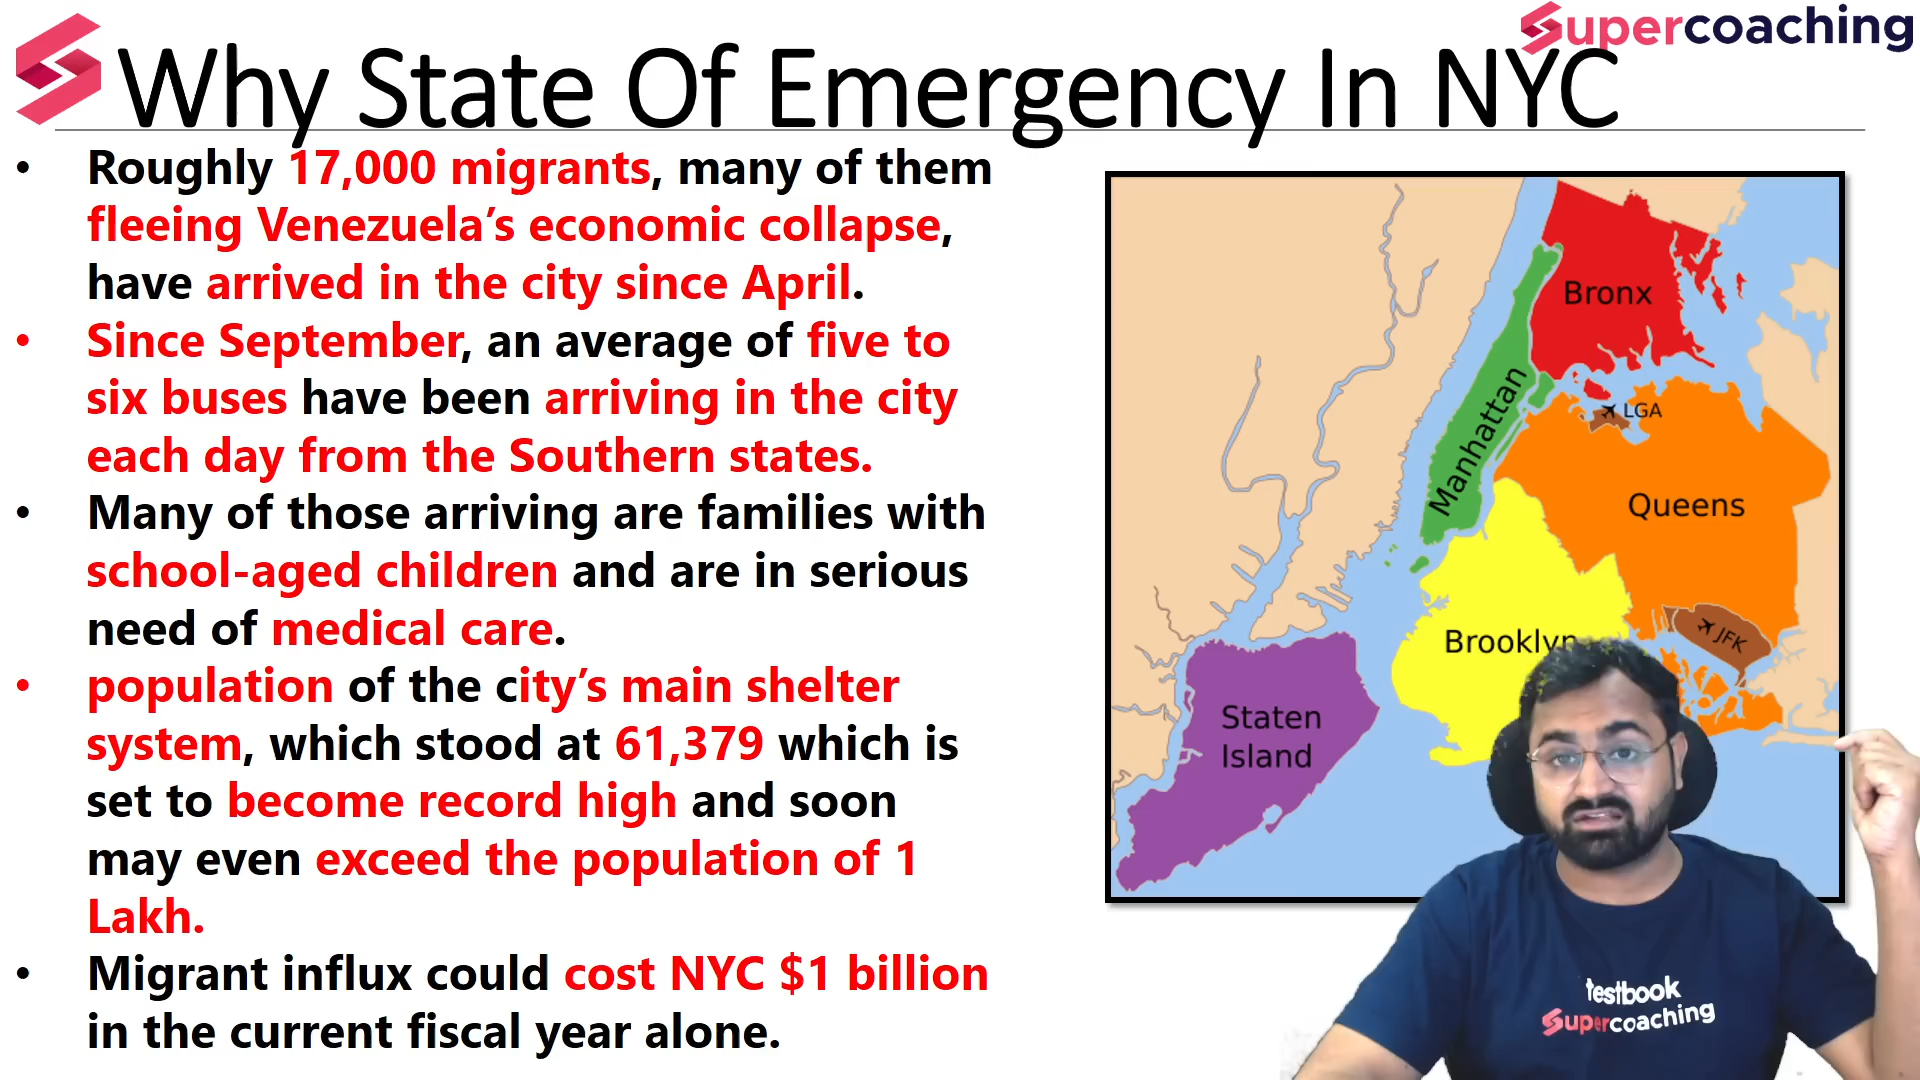 Supercoaching
Why State Of Emergency In NYC
• Roughly 17,000 migrants, many of them
fleeing Venezuela’s economic collapse,
have arrived in the city since April.
• Since September, an average of five to
six buses have been arriving in the city
each day from the Southern states.
• Many of those arriving are families with
school-aged children and are in serious
need of medical care.
• population of the city’s main shelter
system, which stood at 61,379 which is
set to become record high and soon
may even exceed the population of 1
Lakh.
• Migrant influx could cost NYC $1 billion
in the current fiscal year alone.
Bronx
Manhattan
LGA
Queens
JFK
Brooklyn
Staten
Island
testbook
Supercoaching